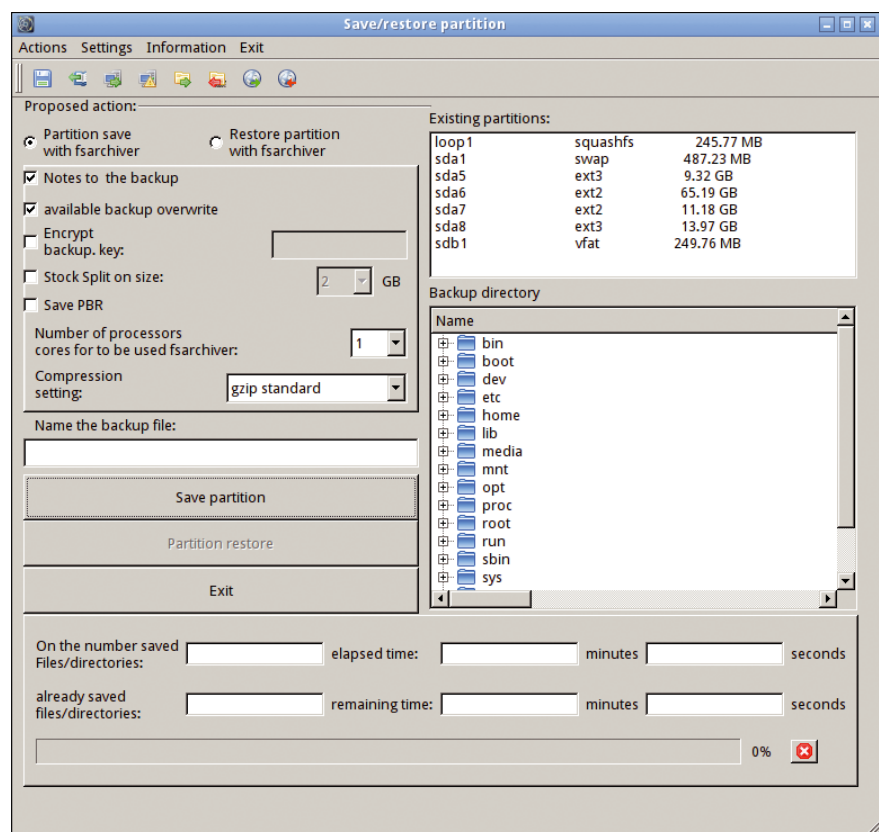 Save/restore partition
Actions Settings Information Exit
Proposed action:
Partition save
with fsarchiver
Restore partition
with fsarchiver
Notes to the backup
available backup overwrite
Encrypt
backup. key:
Stock Split on size:
2
GB
Save PBR
Number of processors
cores for to be used fsarchiver:
1
Compression
setting:
gzip standard
Name the backup file:
Save partition
Partition restore
Exit
Existing partitions:
loop1 squashfs 245.77 MB
sda1 swap 487.23 MB
sda5 ext3 9.32 GB
sda6 ext2 65.19 GB
sda7 ext2 11.18 GB
sda8 ext3 13.97 GB
sdb1 vfat 249.76 MB
Backup directory
Name
bin
boot
dev
etc
home
lib
media
mnt
opt
proc
root
run
sbin
sys
On the number saved
Files/directories:
elapsed time:
minutes
seconds
already saved
files/directories:
remaining time:
minutes
seconds
0%